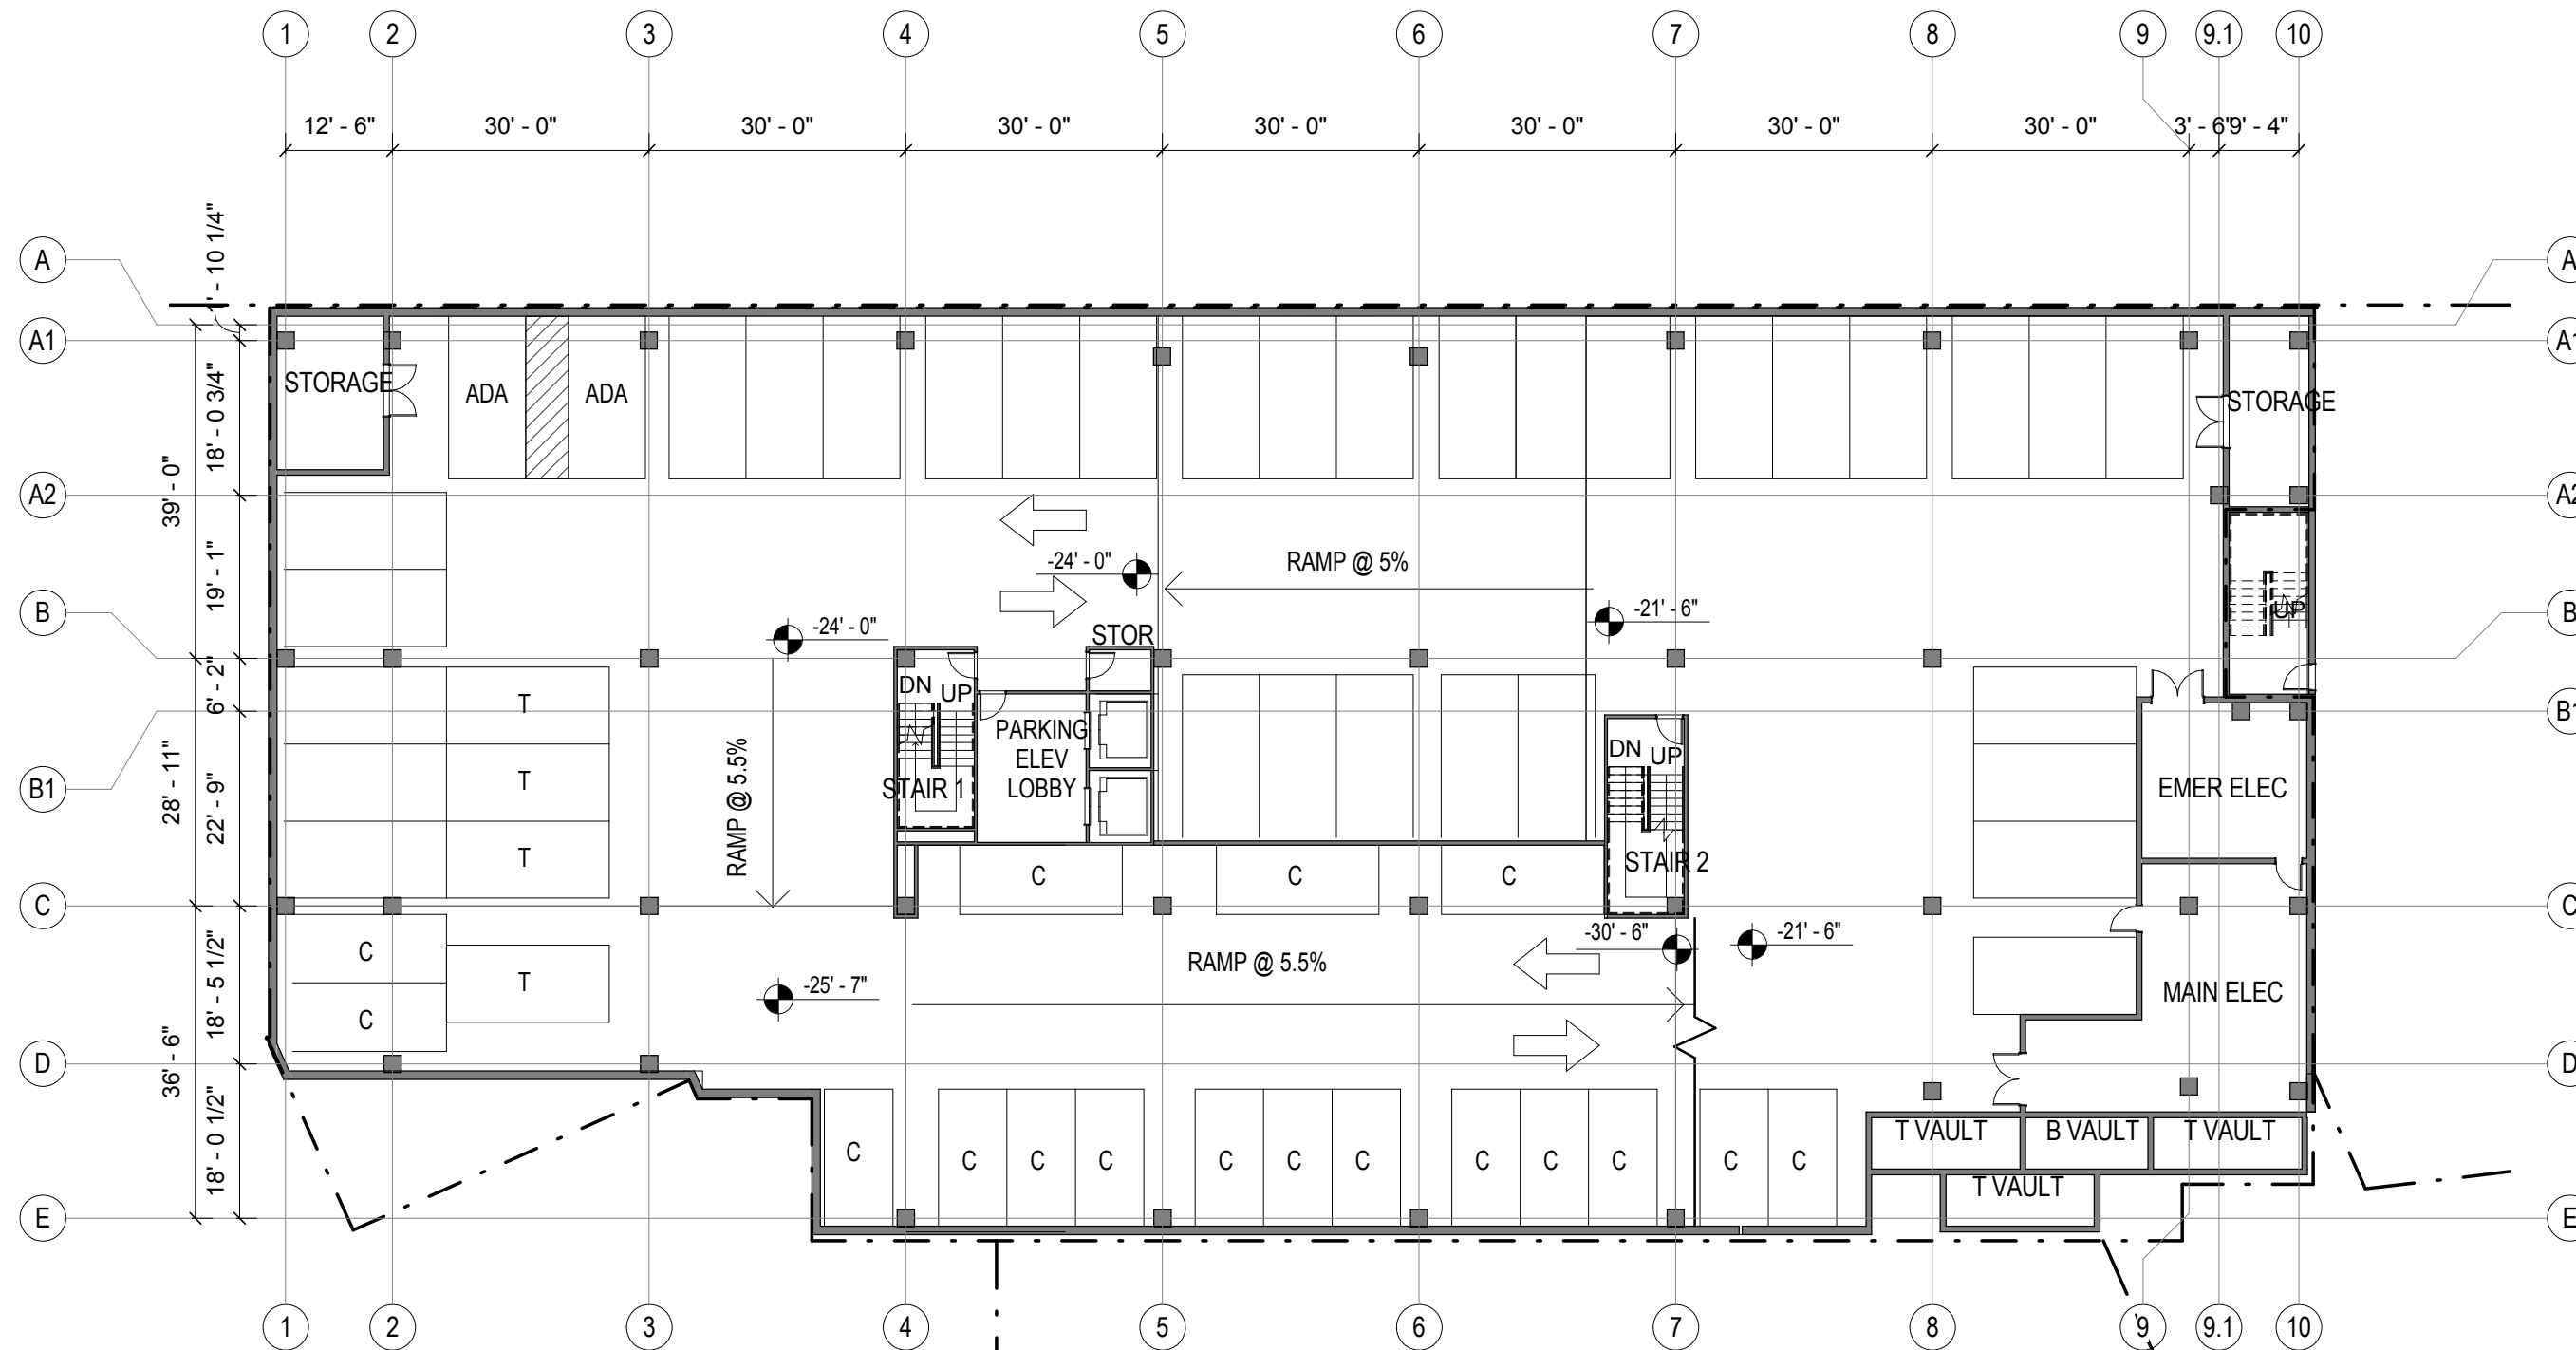 1 2 3 4 5 6 7 8 9 9.1 10
12' - 6" 30' - 0" 30' - 0" 30' - 0" 30' - 0" 30' - 0" 30' - 0" 30' - 0" 3' - 6" 9' - 4"
A A
A1 A1
A2 A2
B B
B1 B1
C C
D D
E E
39' - 0"
28' - 11"
36' - 6"
' - 10 1/4"
18' - 0 3/4"
19' - 1"
6' - 2"
22' - 9"
18' - 5 1/2"
18' - 0 1/2"
STORAGE
ADA
ADA
STORAGE
-24' - 0"
RAMP @ 5%
-24' - 0"
STOR
-21' - 6"
UP
T
T
T
RAMP @ 5.5%
DN UP
STAIR 1
PARKING
ELEV
LOBBY
DN UP
STAIR 2
EMER ELEC
C
C
C
C
C
T
-25' - 7"
RAMP @ 5.5%
-30' - 6"
-21' - 6"
MAIN ELEC
C
C C C
C C C
C C C
C C
T VAULT
B VAULT
T VAULT
T VAULT
1 2 3 4 5 6 7 8 9 9.1 10